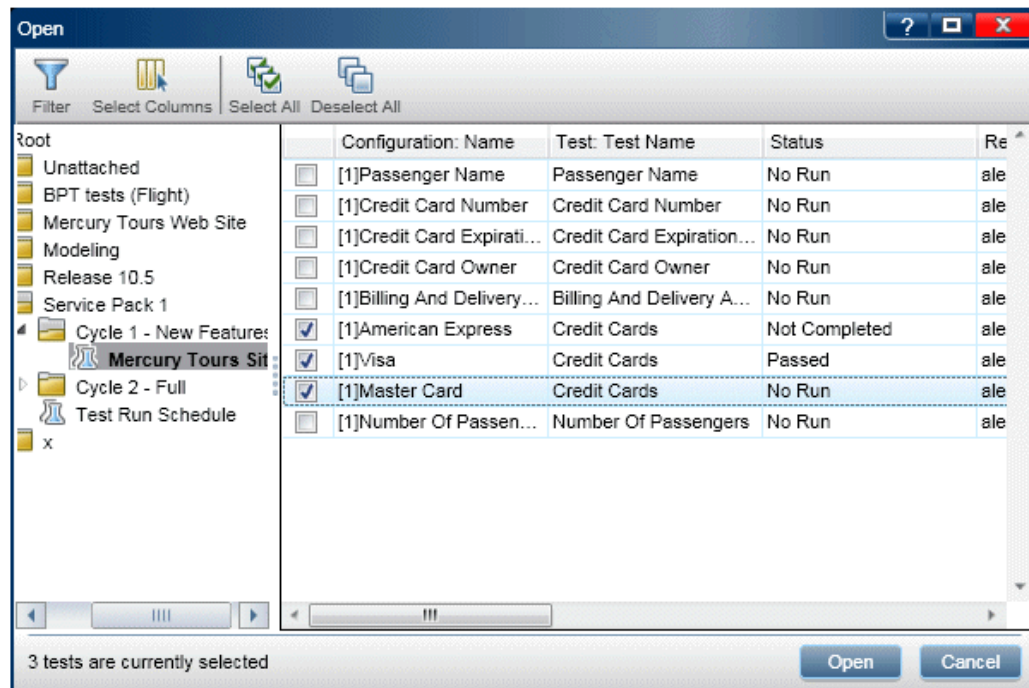 Open
?
X
Filter Select Columns Select All Deselect All
Root
Unattached
BPT tests (Flight)
Mercury Tours Web Site
Modeling
Release 10.5
Service Pack 1
Cycle 1 - New Features
Mercury Tours Sit
Cycle 2 - Full
Test Run Schedule
x
Configuration: Name Test: Test Name Status Re
[1]Passenger Name Passenger Name No Run ale
[1]Credit Card Number Credit Card Number No Run ale
[1]Credit Card Expirati... Credit Card Expiration... No Run ale
[1]Credit Card Owner Credit Card Owner No Run ale
[1]Billing And Delivery... Billing And Delivery A... No Run ale
[1]American Express Credit Cards Not Completed ale
[1]Visa Credit Cards Passed ale
[1]Master Card Credit Cards No Run ale
[1]Number Of Passen... Number Of Passengers No Run ale
3 tests are currently selected
Open Cancel